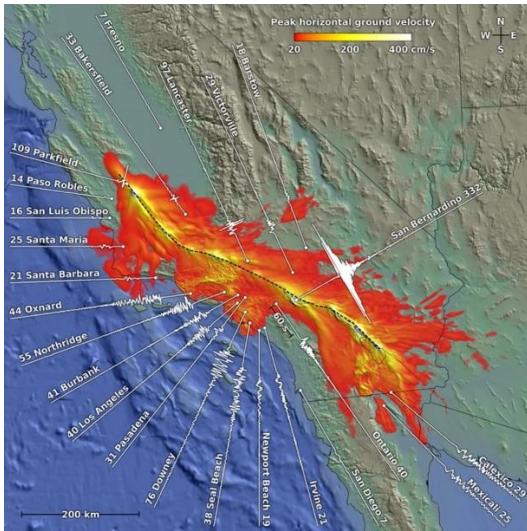 Peak horizontal ground velocity
20 200 400 cm/s
N
W E
S
7 Fresno
33 Bakersfield
97 Lancaster
29 Victorville
18 Barstow
109 Parkfield
14 Paso Robles
16 San Luis Obispo
25 Santa Maria
21 Santa Barbara
44 Oxnard
55 Northridge
41 Burbank
40 Los Angeles
31 Pasadena
76 Downey
38 Seal Beach
Newport Beach 19
Irvine 21
San Diego 7
Ontario 40
60 s
San Bernardino 332
Calexico 29
Mexicali 25
200 km